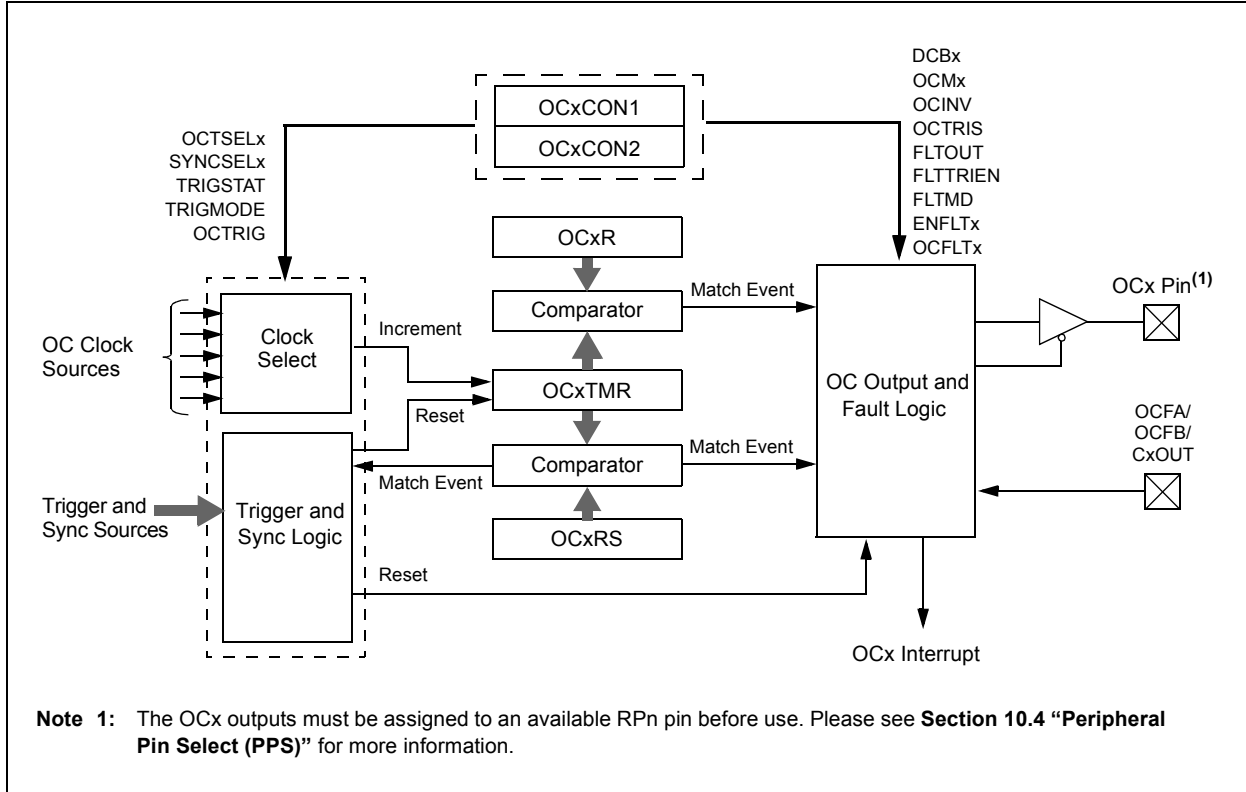 OCxCON1
OCxCON2
OCTSELx
SYNCSELx
TRIGSTAT
TRIGMODE
OCTRIG
DCBx
OCMx
OCINV
OCTRIS
FLTOUT
FLTTRIEN
FLTMD
ENFLTx
OCFLTx
OCxR
Comparator
Match Event
OC Clock
Sources
Clock
Select
Increment
OCxTMR
Reset
Comparator
Match Event
Match Event
OCxRS
Trigger and
Sync Sources
Trigger and
Sync Logic
Reset
OC Output and
Fault Logic
OCx Pin(1)
OCFA/
OCFB/
CxOUT
OCx Interrupt
Note 1: The OCx outputs must be assigned to an available RPn pin before use. Please see Section 10.4 “Peripheral
Pin Select (PPS)” for more information.